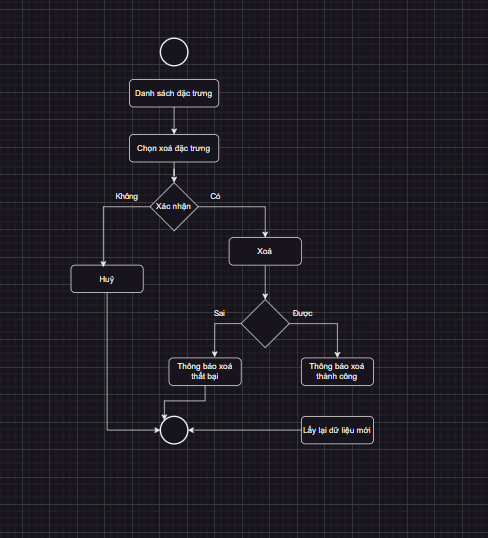 Danh sách đặc trưng
Chọn xoá đặc trưng
Không
Xác nhận
Có
Xoá
Huỷ
Sai
Được
Thông báo xoá
thất bại
Thông báo xoá
thành công
Lấy lại dữ liệu mới